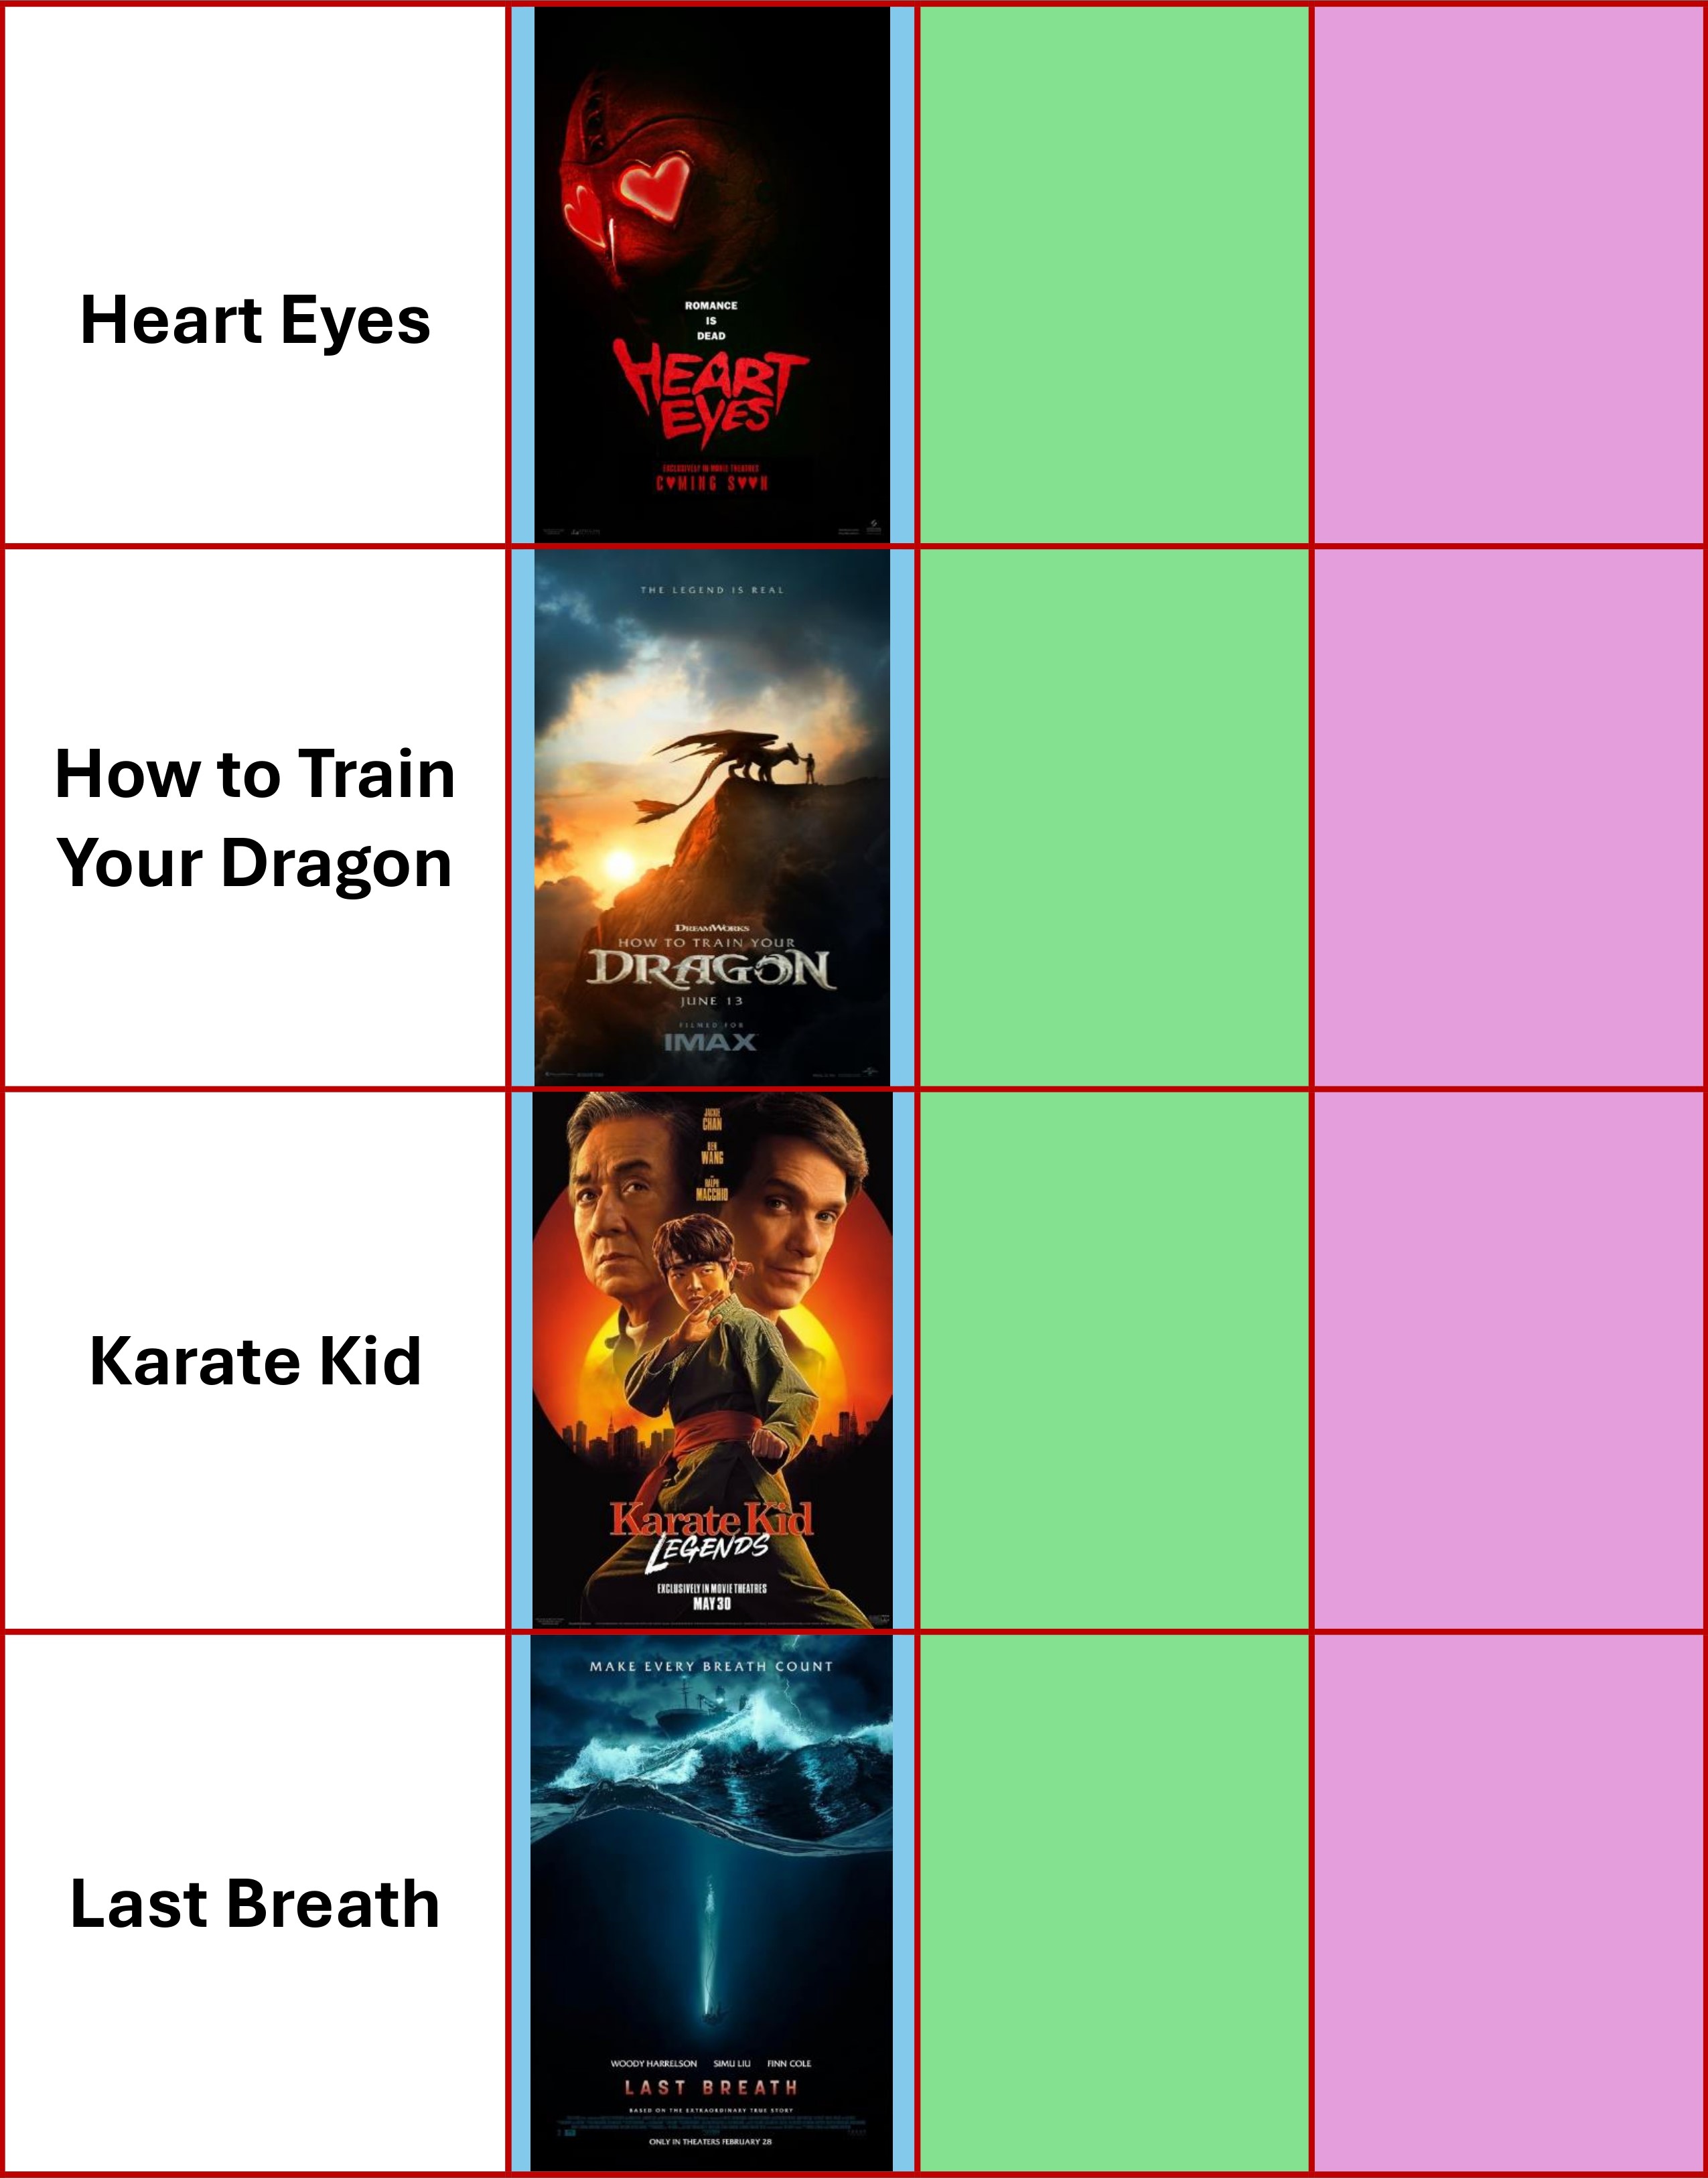 Heart Eyes
ROMANCE
IS
DEAD
HEART
EYES
EXCLUSIVELY IN MOVIE THEATRES
C♥MING S♥♥N
How to Train
Your Dragon
THE LEGEND IS REAL
DREAMWORKS
HOW TO TRAIN YOUR
DRAGON
JUNE 13
FILMED FOR
IMAX
Karate Kid
JACKIE
CHAN
BEN
WANG
RALPH
MACCHIO
Karate Kid
LEGENDS
EXCLUSIVELY IN MOVIE THEATRES
MAY 30
Last Breath
MAKE EVERY BREATH COUNT
WOODY HARRELSON SIMU LIU FINN COLE
LAST BREATH
BASED ON THE EXTRAORDINARY TRUE STORY
ONLY IN THEATERS FEBRUARY 28